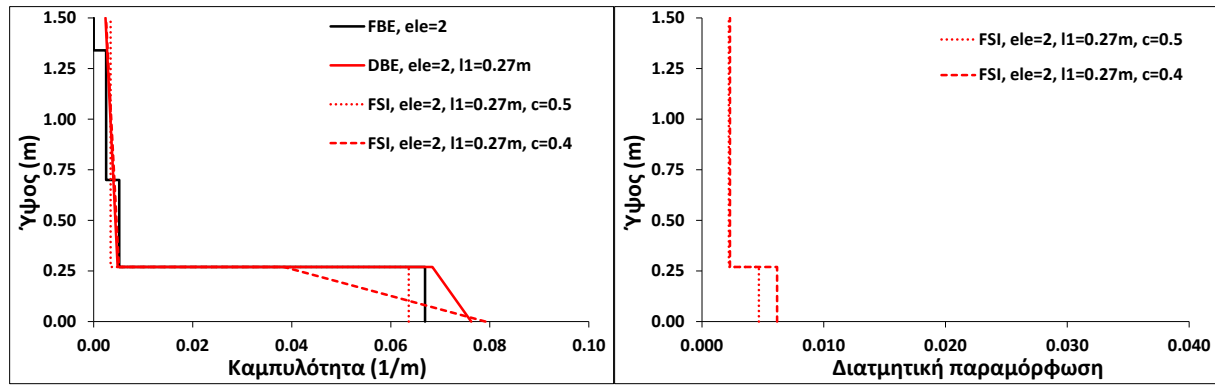 1.50
1.25
1.00
0.75
0.50
0.25
0.00
Ύψος (m)
0.00 0.02 0.04 0.06 0.08 0.10
Καμπυλότητα (1/m)
FBE, ele=2
DBE, ele=2, l1=0.27m
FSI, ele=2, l1=0.27m, c=0.5
FSI, ele=2, l1=0.27m, c=0.4
1.50
1.25
1.00
0.75
0.50
0.25
0.00
Ύψος (m)
0.000 0.010 0.020 0.030 0.040
Διατμητική παραμόρφωση
FSI, ele=2, l1=0.27m, c=0.5
FSI, ele=2, l1=0.27m, c=0.4